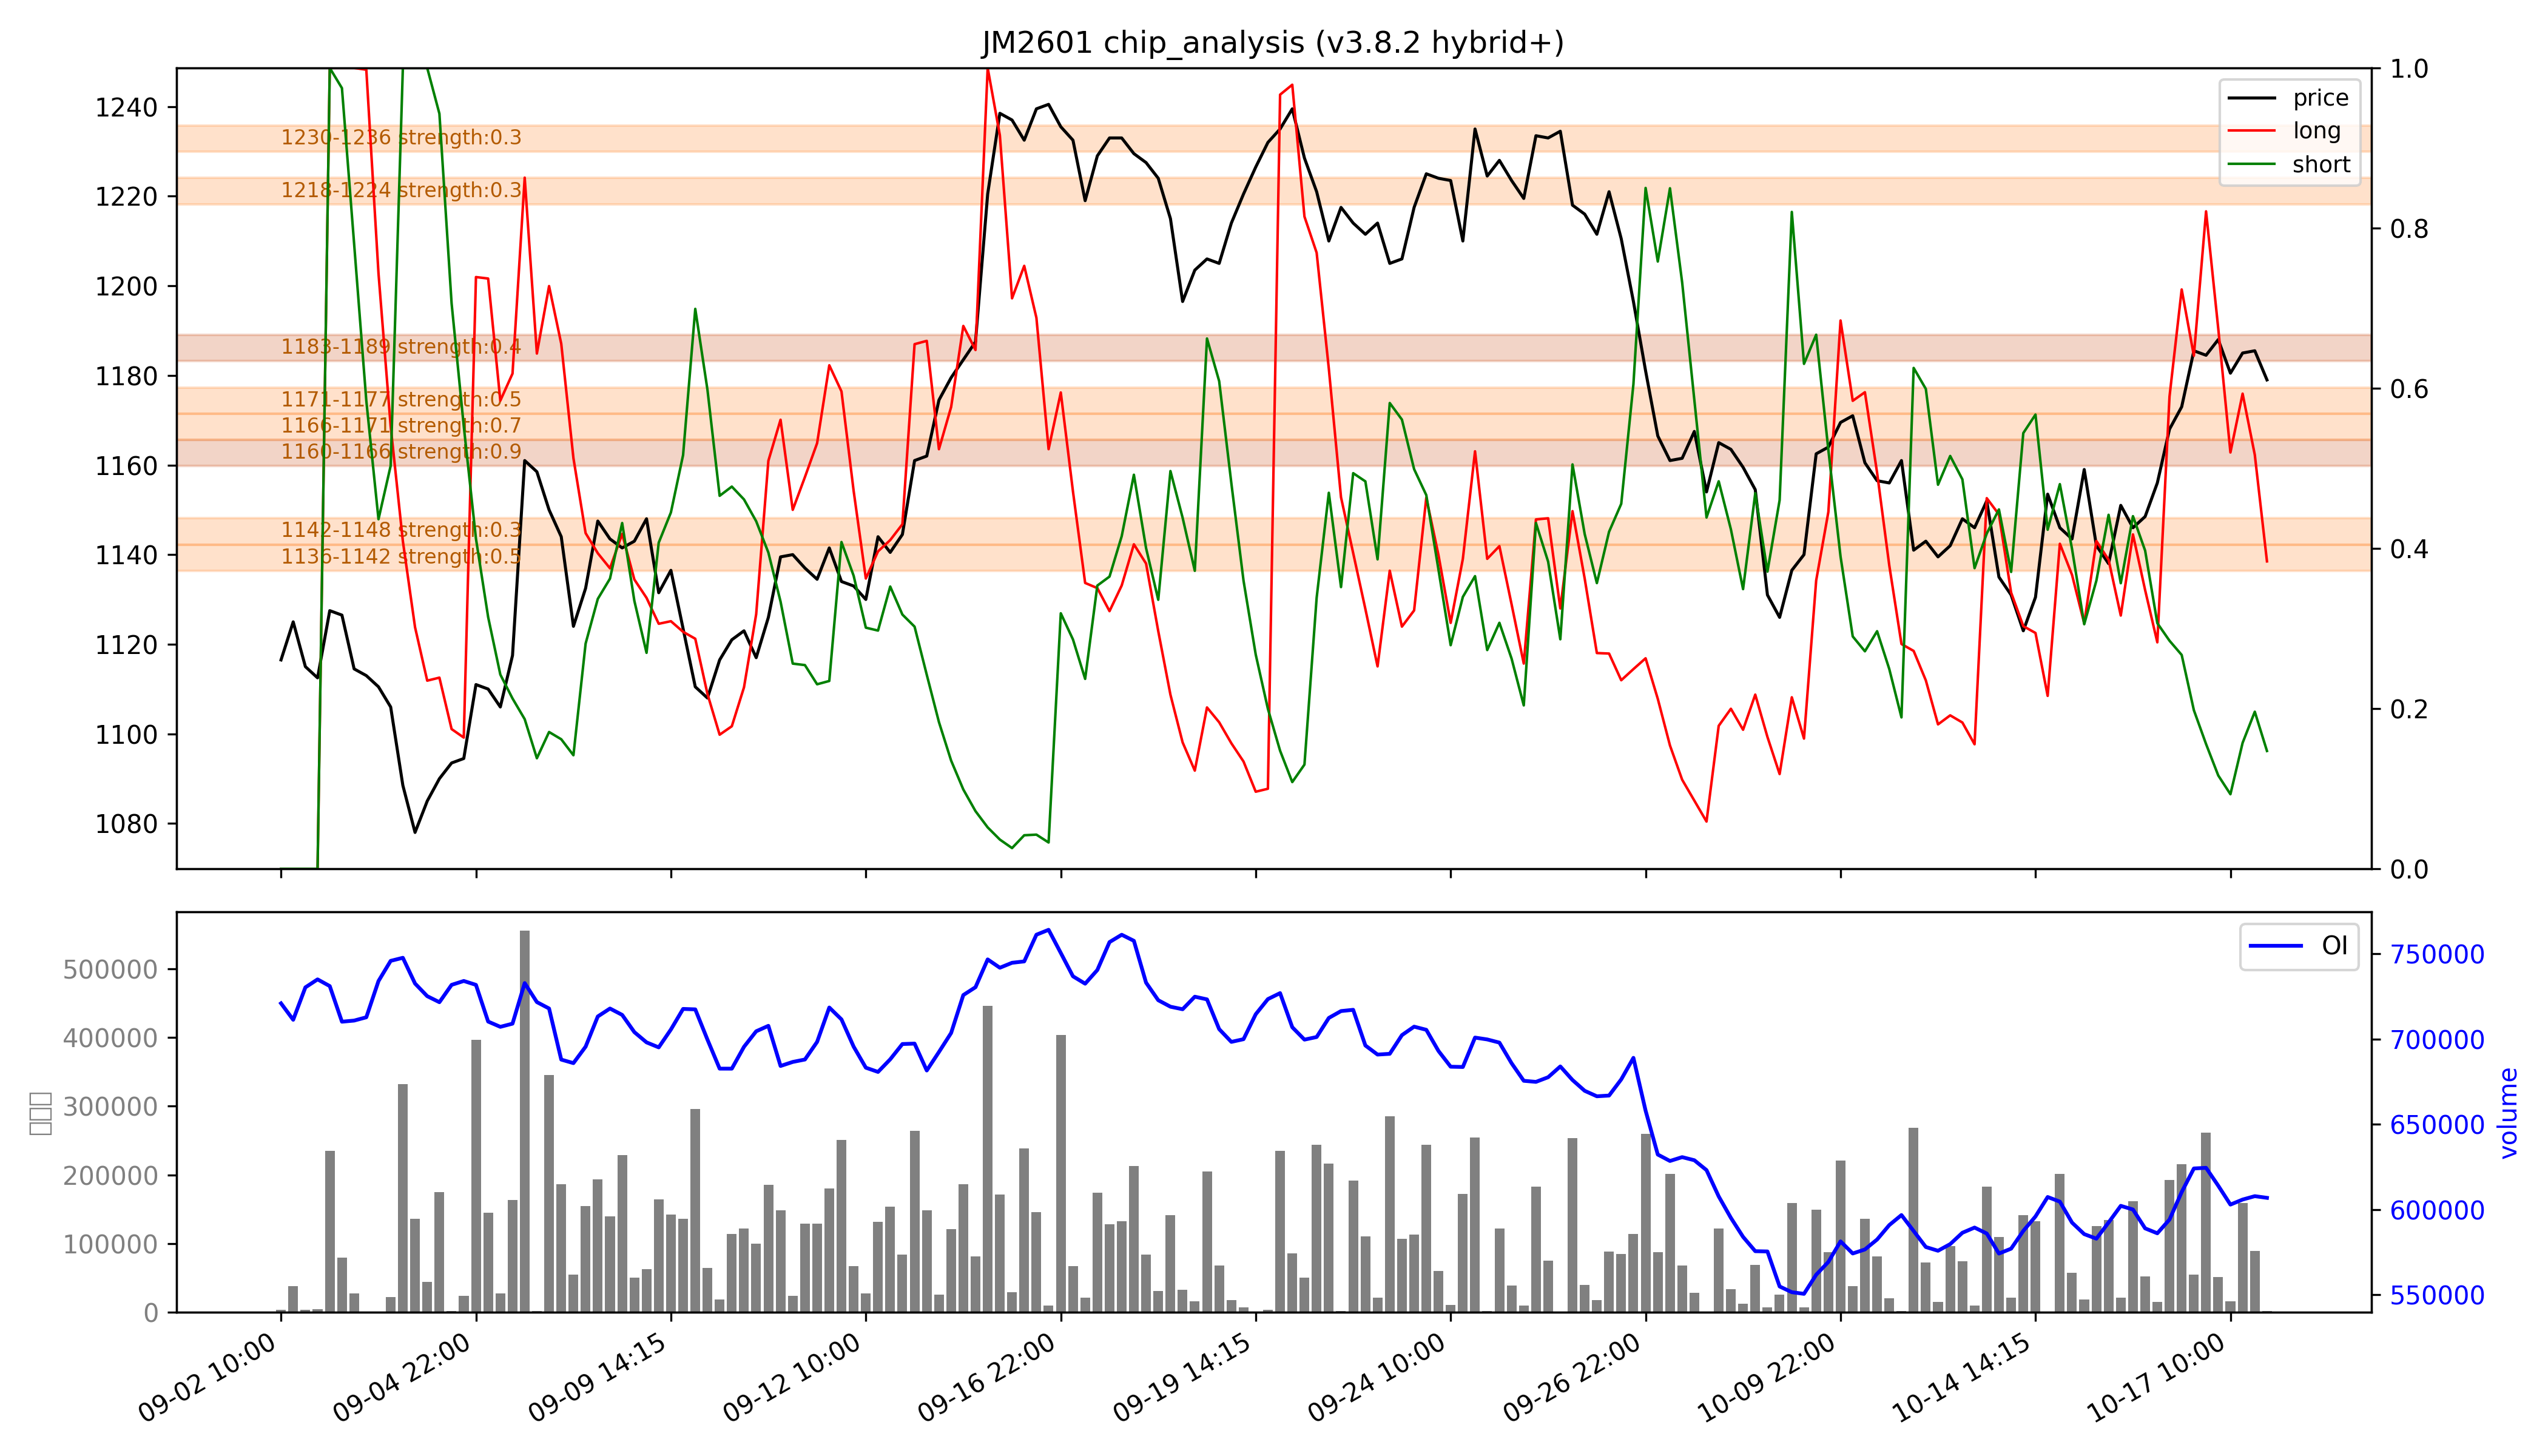 JM2601 chip_analysis (v3.8.2 hybrid+)
1240
1220
1200
1180
1160
1140
1120
1100
1080
1230-1236 strength:0.3
1218-1224 strength:0.3
1183-1189 strength:0.4
1171-1177 strength:0.5
1166-1171 strength:0.7
1160-1166 strength:0.9
1142-1148 strength:0.3
1136-1142 strength:0.5
price
long
short
1.0
0.8
0.6
0.4
0.2
0.0
500000
400000
300000
200000
100000
0
OI
750000
700000
650000
600000
550000
volume
09-02 10:00
09-04 22:00
09-09 14:15
09-12 10:00
09-16 22:00
09-19 14:15
09-24 10:00
09-26 22:00
10-09 22:00
10-14 14:15
10-17 10:00